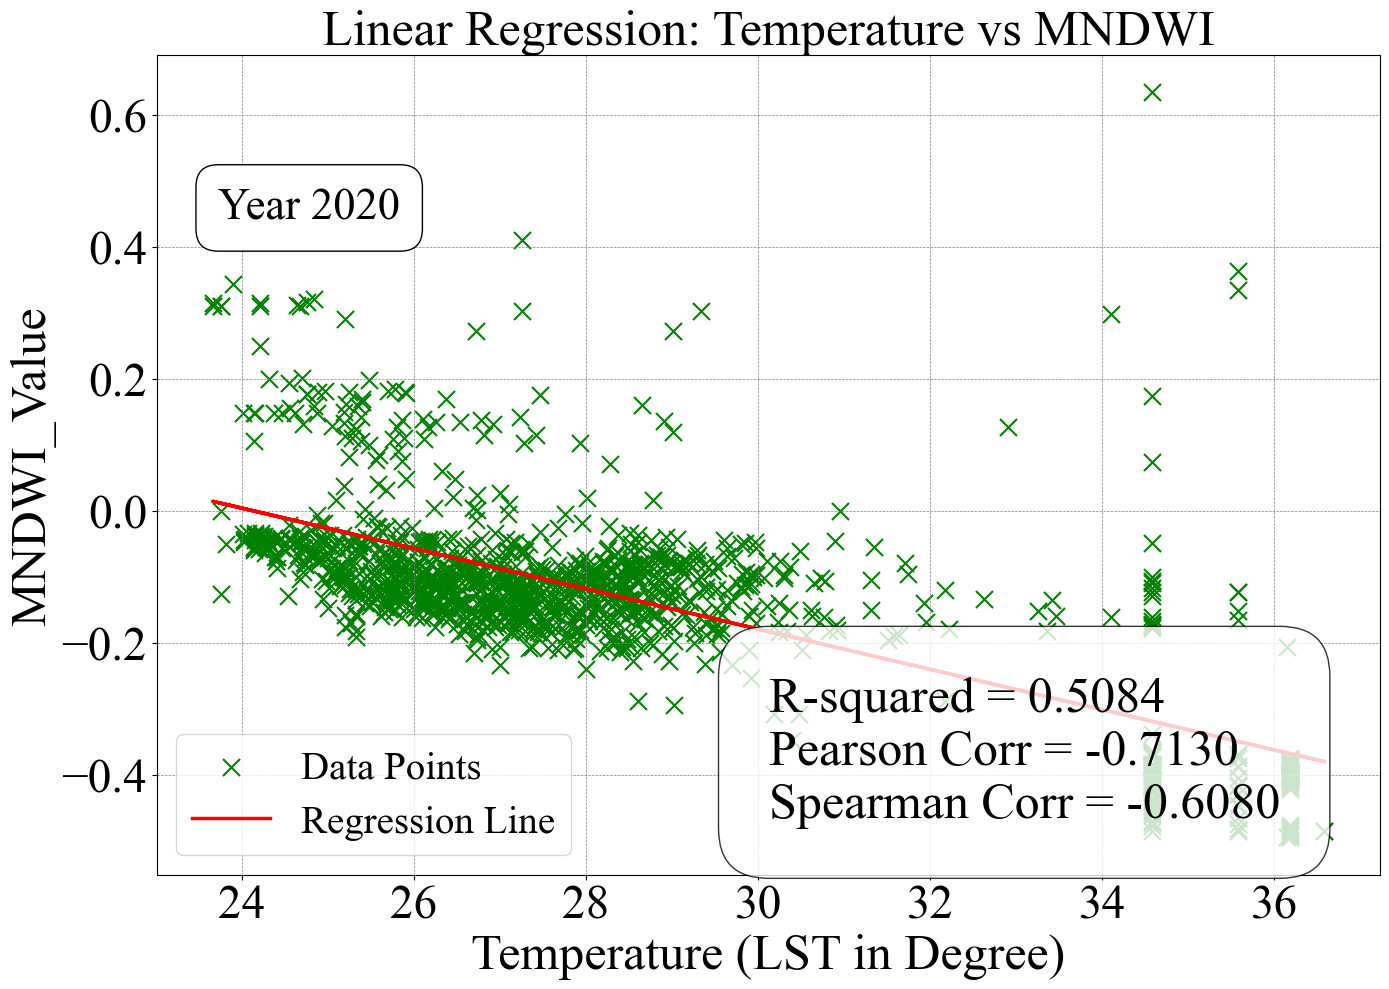 Linear Regression: Temperature vs MNDWI
Year 2020
MNDWI_Value
0.6
0.4
0.2
0.0
−0.2
−0.4
R-squared = 0.5084
Pearson Corr = -0.7130
Spearman Corr = -0.6080
Data Points
Regression Line
24 26 28 30 32 34 36
Temperature (LST in Degree)